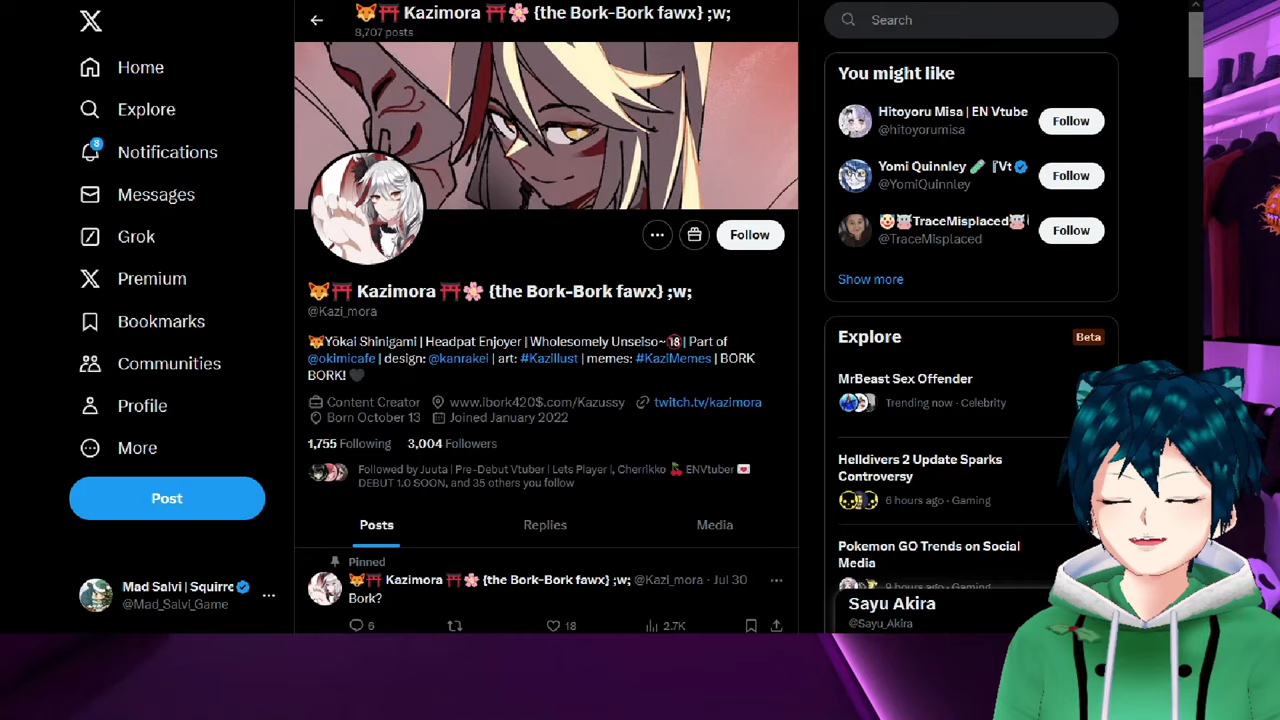 Home
Explore
8
Notifications
Messages
Grok
Premium
Bookmarks
Communities
Profile
More
Post
Mad Salvi | Squirre
@Mad_Salvi_Game
Kazimora {the Bork-Bork fawx} ;w;
8,707 posts
Follow
Kazimora {the Bork-Bork fawx} ;w;
@Kazi_mora
🦊Yōkai Shinigami | Headpat Enjoyer | Wholesomely Unseiso~🔞| Part of
@okimicafe | design: @kanrakei | art: #Kazillust | memes: #KaziMemes | BORK
BORK! 🖤
Content Creator www.ibork420$.com/Kazussy twitch.tv/kazimora
Born October 13 Joined January 2022
1,755 Following 3,004 Followers
Followed by Juuta | Pre-Debut Vtuber | Lets Player |, Cherrikko 🍒 ENVtuber 💌
DEBUT 1.0 SOON, and 35 others you follow
Posts Replies Media
Pinned
Kazimora {the Bork-Bork fawx} ;w; @Kazi_mora · Jul 30
Bork?
6 18 2.7K
Search
You might like
Hitoyoru Misa | EN Vtube
@hitoyorumisa
Follow
Yomi Quinnley 『Vt
@YomiQuinnley
Follow
TraceMisplaced
@TraceMisplaced
Follow
Show more
Explore
Beta
MrBeast Sex Offender
Trending now · Celebrity
Helldivers 2 Update Sparks
Controversy
6 hours ago · Gaming
Pokemon GO Trends on Social
Media
9 hours ago · Gaming
Sayu Akira
@Sayu_Akira